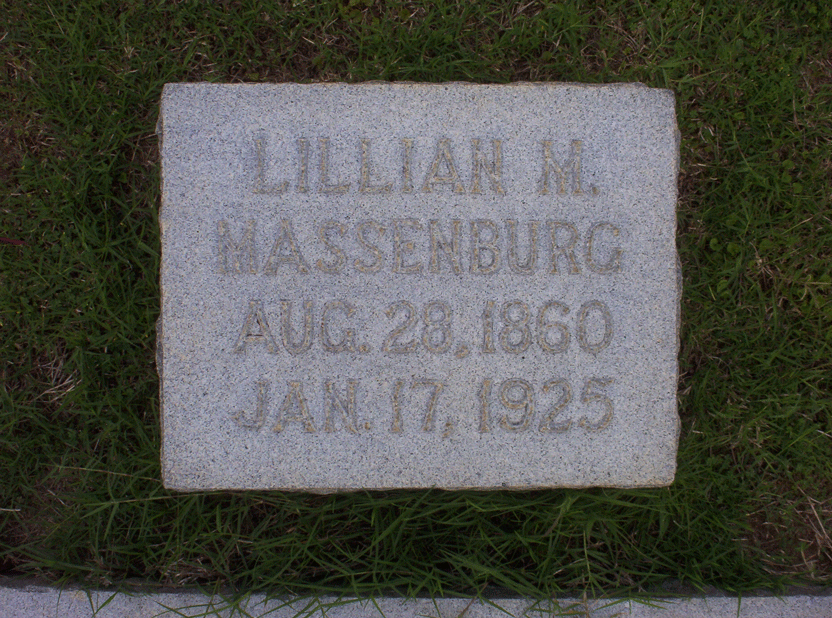 LILLIAN M.
MASSENBURG
AUG. 28, 1860
JAN. 17, 1925